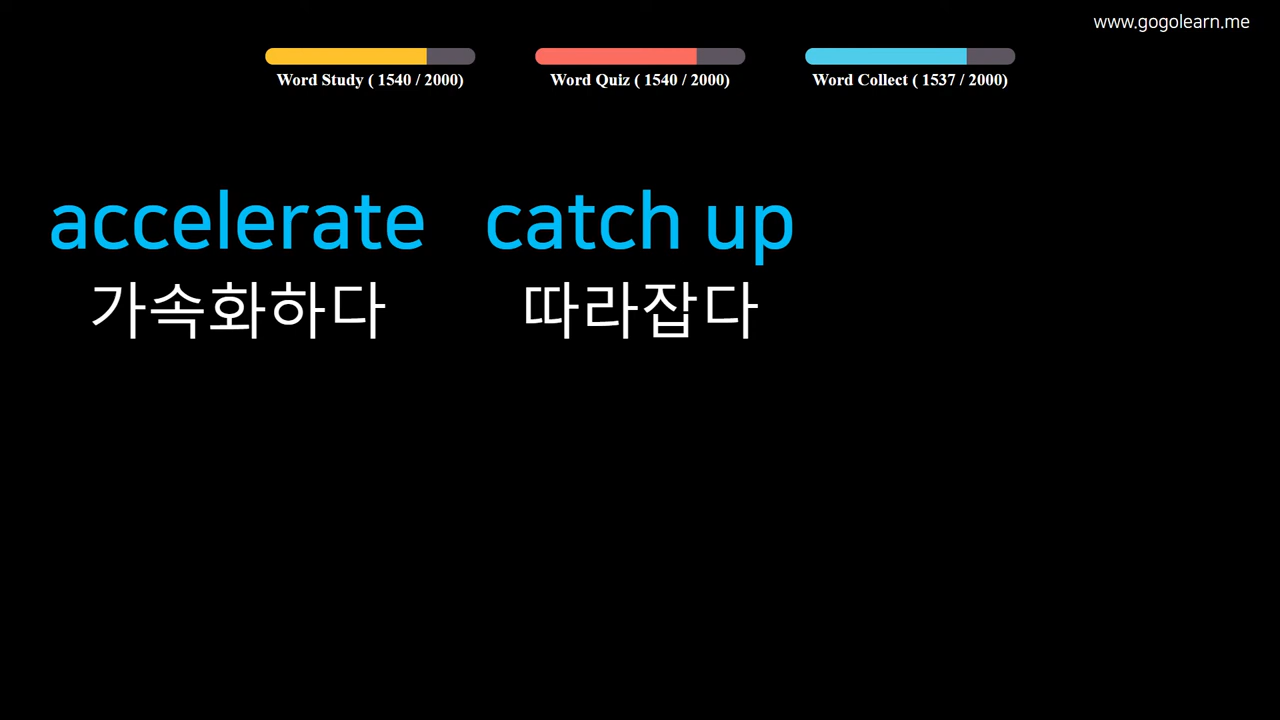 www.gogolearn.me
Word Study ( 1540 / 2000)
Word Quiz ( 1540 / 2000)
Word Collect ( 1537 / 2000)
accelerate
가속화하다
catch up
따라잡다